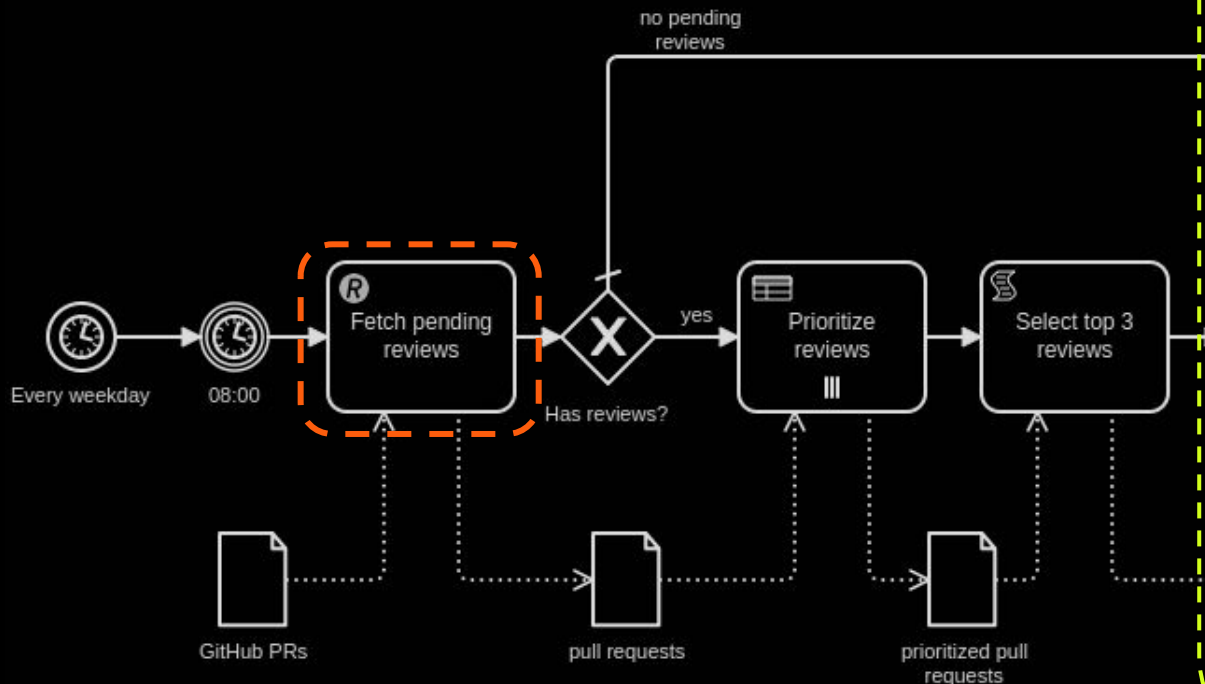 no pending
reviews
R
Fetch pending
reviews
X
yes
Prioritize
reviews
Select top 3
reviews
Every weekday
08:00
Has reviews?
GitHub PRs
pull requests
prioritized pull
requests